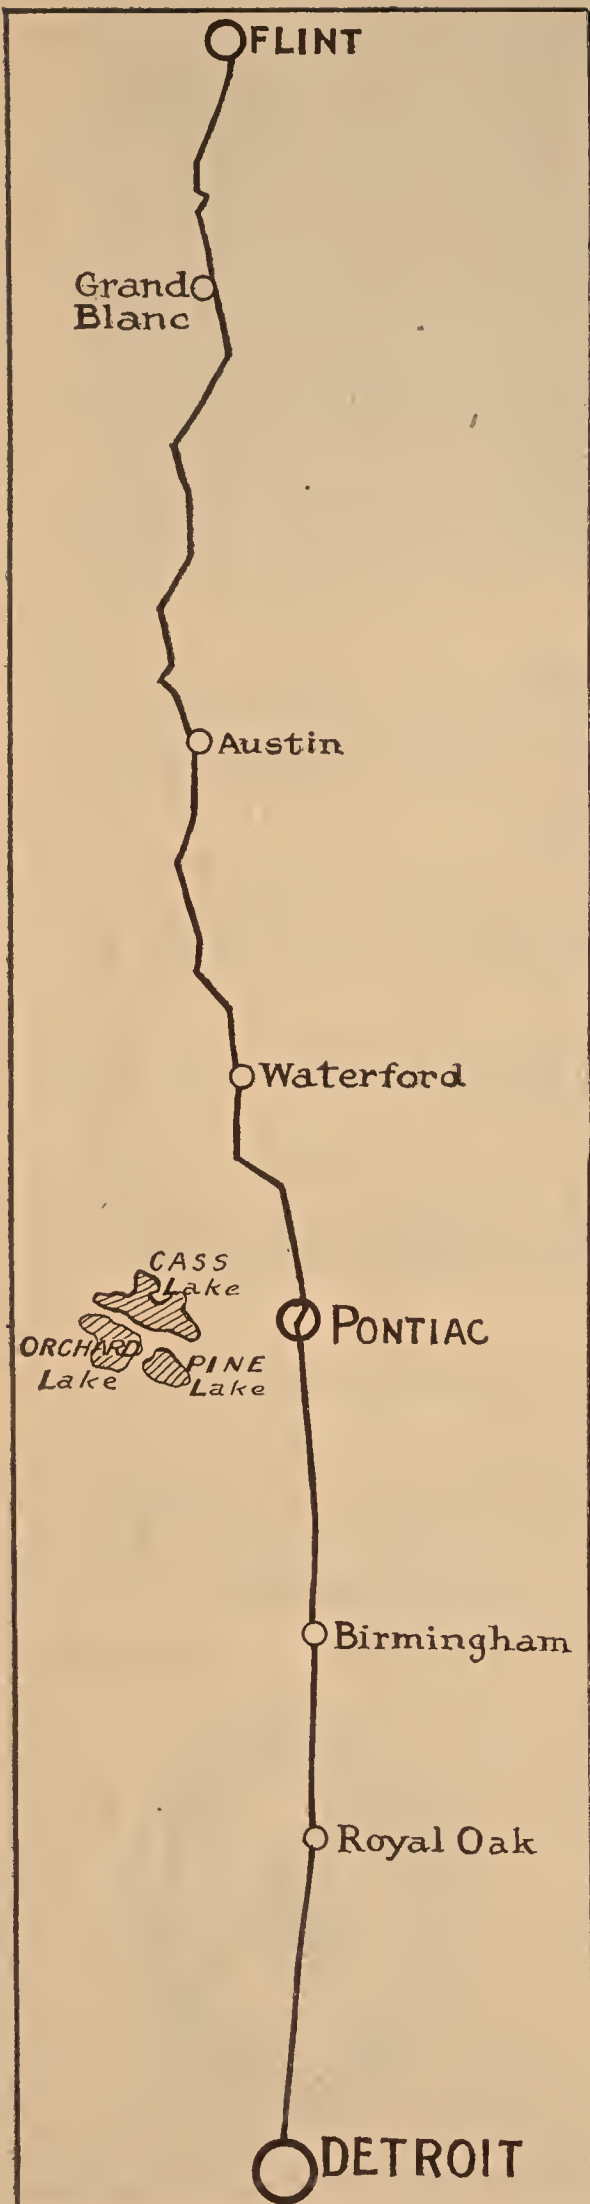 FLINT
Grand
Blanc
Austin
Waterford
CASS
Lake
PONTIAC
ORCHARD
Lake
PINE
Lake
Birmingham
Royal Oak
DETROIT